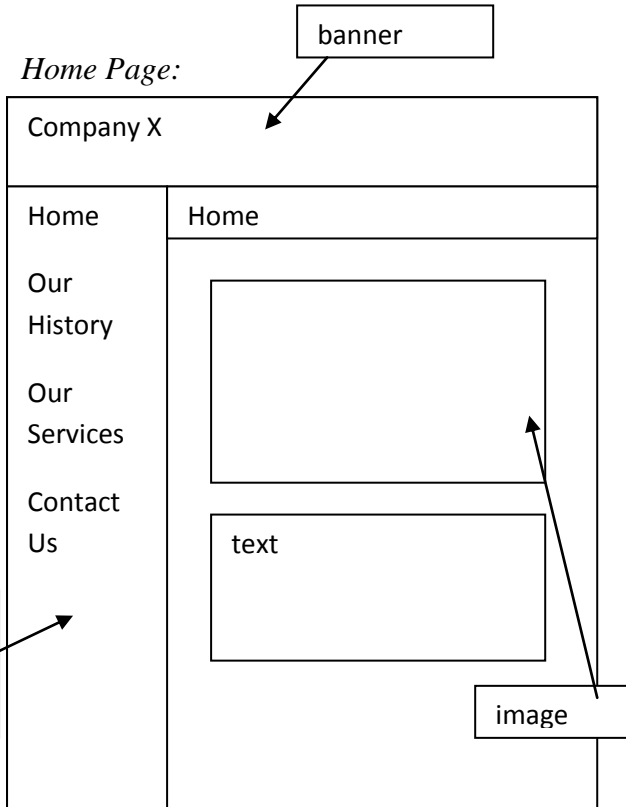 banner
Home Page:
Company X
Home
Home
Our
History
Our
Services
Contact
Us
text
image